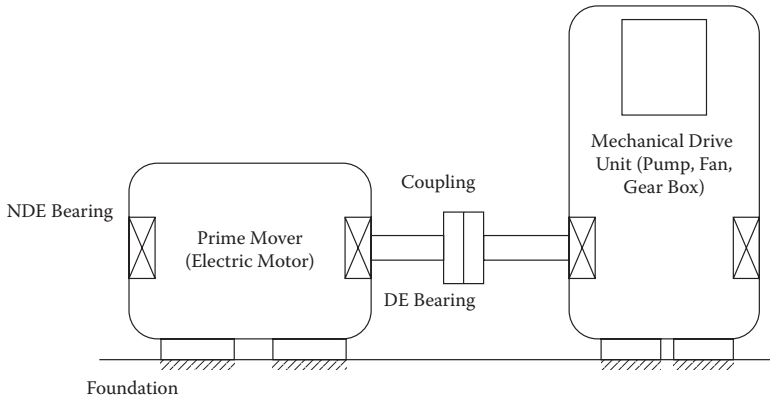 Mechanical Drive
Unit (Pump, Fan,
Gear Box)
Coupling
NDE Bearing
Prime Mover
(Electric Motor)
DE Bearing
Foundation